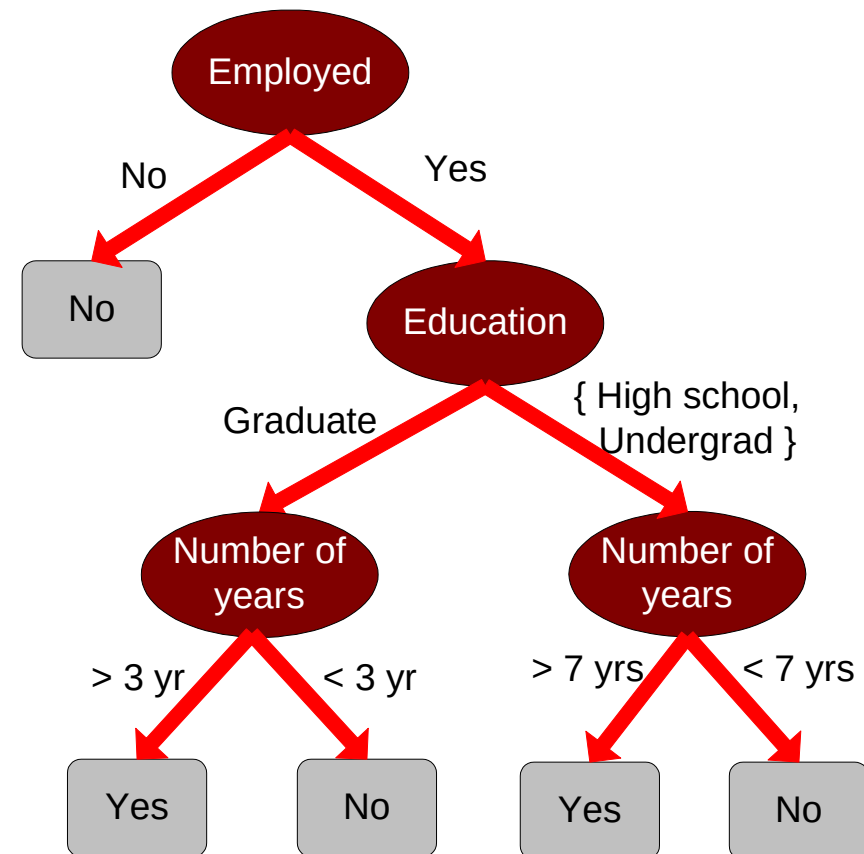 Employed
No
Yes
No
Education
Graduate
{ High school,
Undergrad }
Number of
years
Number of
years
> 3 yr
< 3 yr
> 7 yrs
< 7 yrs
Yes
No
Yes
No